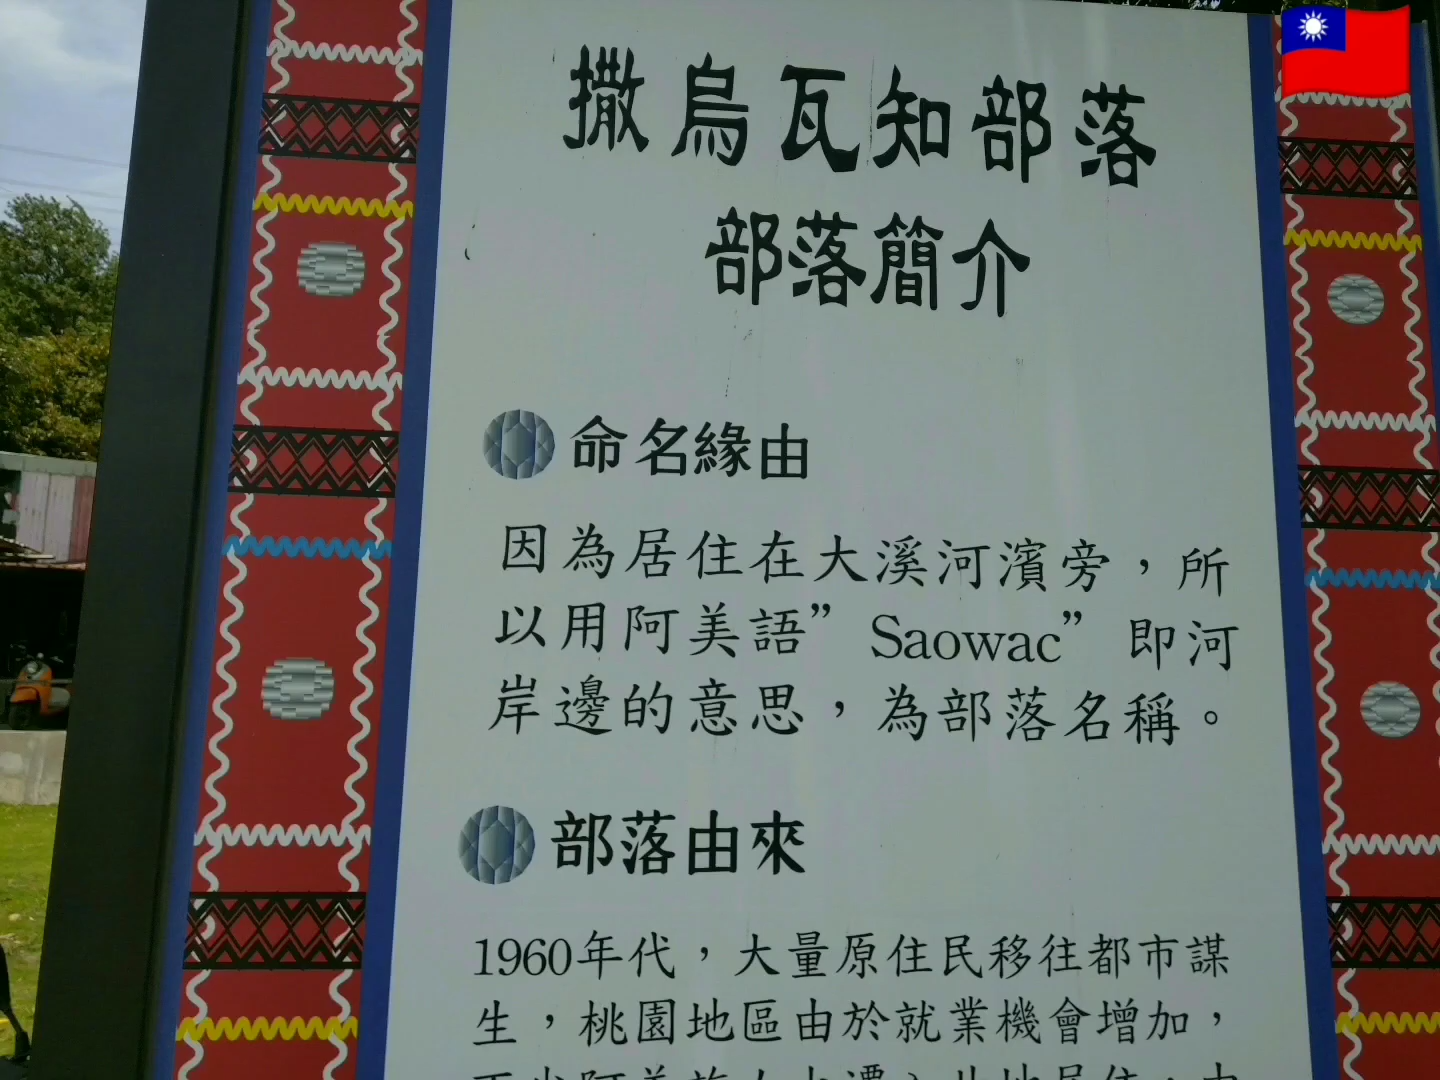 撒烏瓦知部落
部落簡介
命名緣由
因為居住在大溪河濱旁，所
以用阿美語”Saowac”即河
岸邊的意思，為部落名稱。
部落由來
1960年代，大量原住民移往都市謀
生，桃園地區由於就業機會增加，